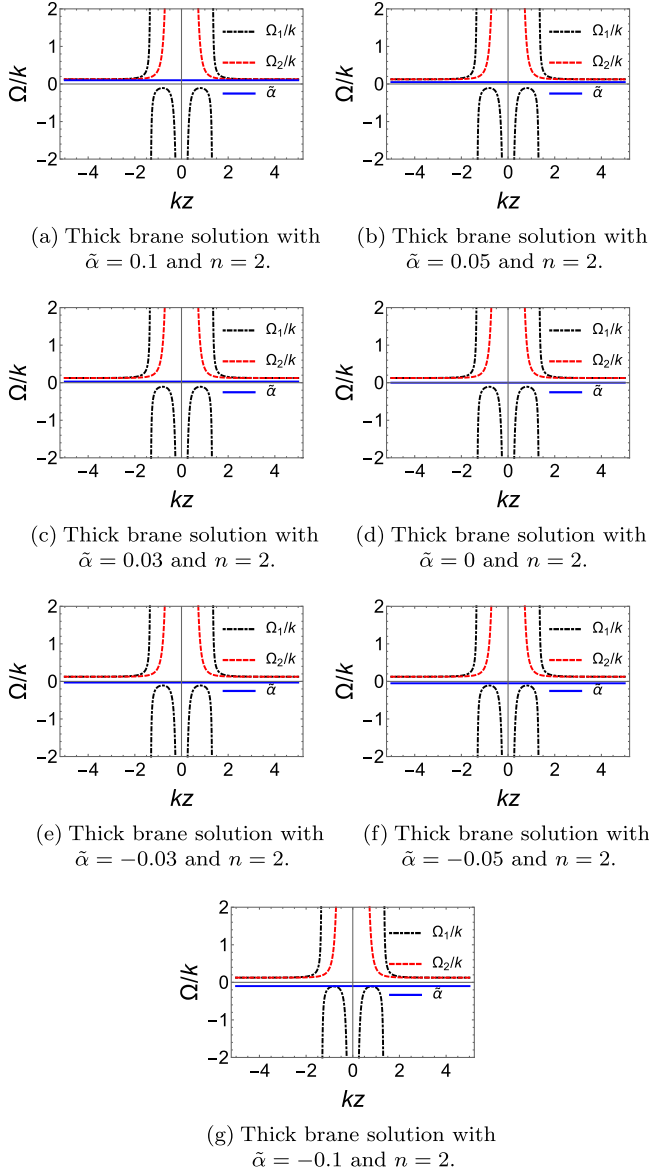 2
1
0
−1
−2
Ω/k
−4 −2 0 2 4
kz
Ω₁/k
Ω₂/k
α̃
(a) Thick brane solution with
α̃ = 0.1 and n = 2.
2
1
0
−1
−2
Ω/k
−4 −2 0 2 4
kz
Ω₁/k
Ω₂/k
α̃
(b) Thick brane solution with
α̃ = 0.05 and n = 2.
2
1
0
−1
−2
Ω/k
−4 −2 0 2 4
kz
Ω₁/k
Ω₂/k
α̃
(c) Thick brane solution with
α̃ = 0.03 and n = 2.
2
1
0
−1
−2
Ω/k
−4 −2 0 2 4
kz
Ω₁/k
Ω₂/k
α̃
(d) Thick brane solution with
α̃ = 0 and n = 2.
2
1
0
−1
−2
Ω/k
−4 −2 0 2 4
kz
Ω₁/k
Ω₂/k
α̃
(e) Thick brane solution with
α̃ = −0.03 and n = 2.
2
1
0
−1
−2
Ω/k
−4 −2 0 2 4
kz
Ω₁/k
Ω₂/k
α̃
(f) Thick brane solution with
α̃ = −0.05 and n = 2.
2
1
0
−1
−2
Ω/k
−4 −2 0 2 4
kz
Ω₁/k
Ω₂/k
α̃
(g) Thick brane solution with
α̃ = −0.1 and n = 2.